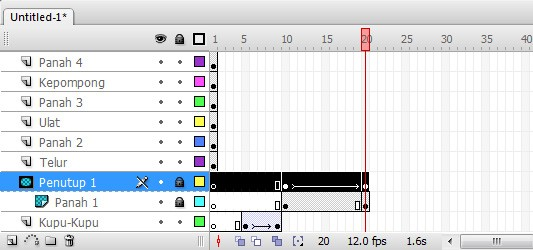 Untitled-1*
1 5 10 15 20 25 30 35 40
Panah 4
Kepompong
Panah 3
Ulat
Panah 2
Telur
Penutup 1
Panah 1
Kupu-Kupu
20 12.0 fps 1.6s